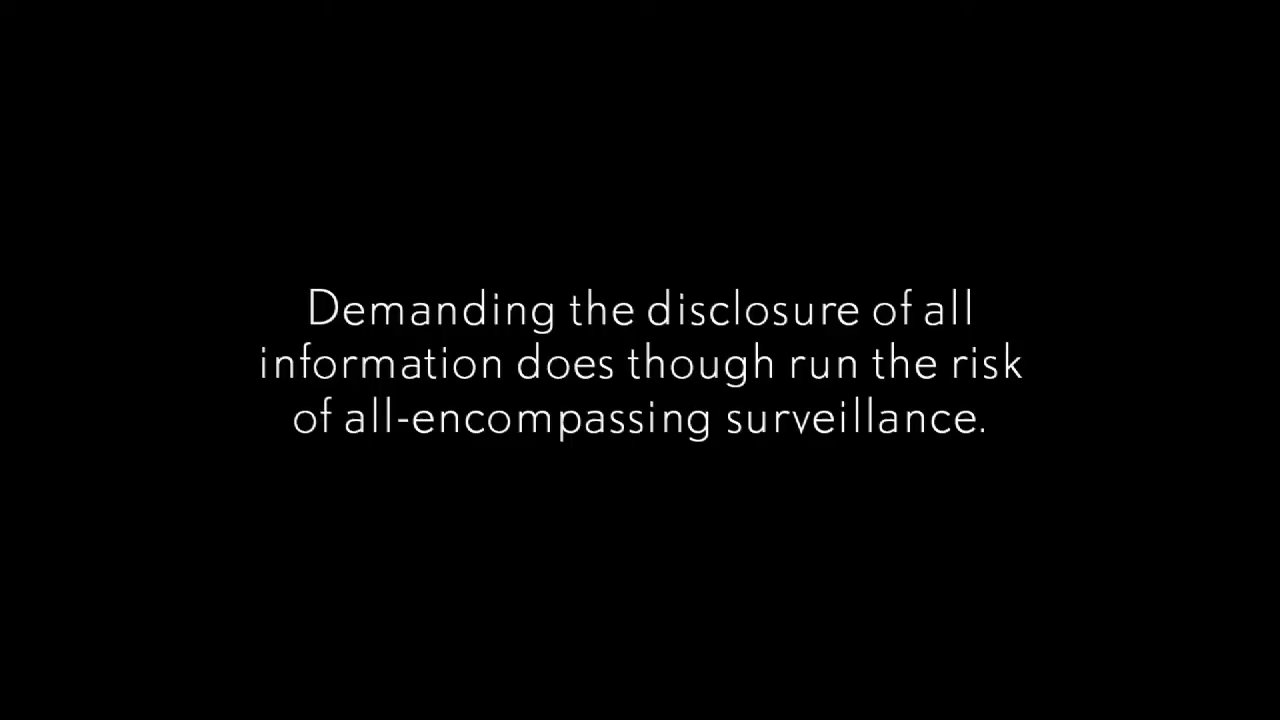 Demanding the disclosure of all
information does though run the risk
of all-encompassing surveillance.